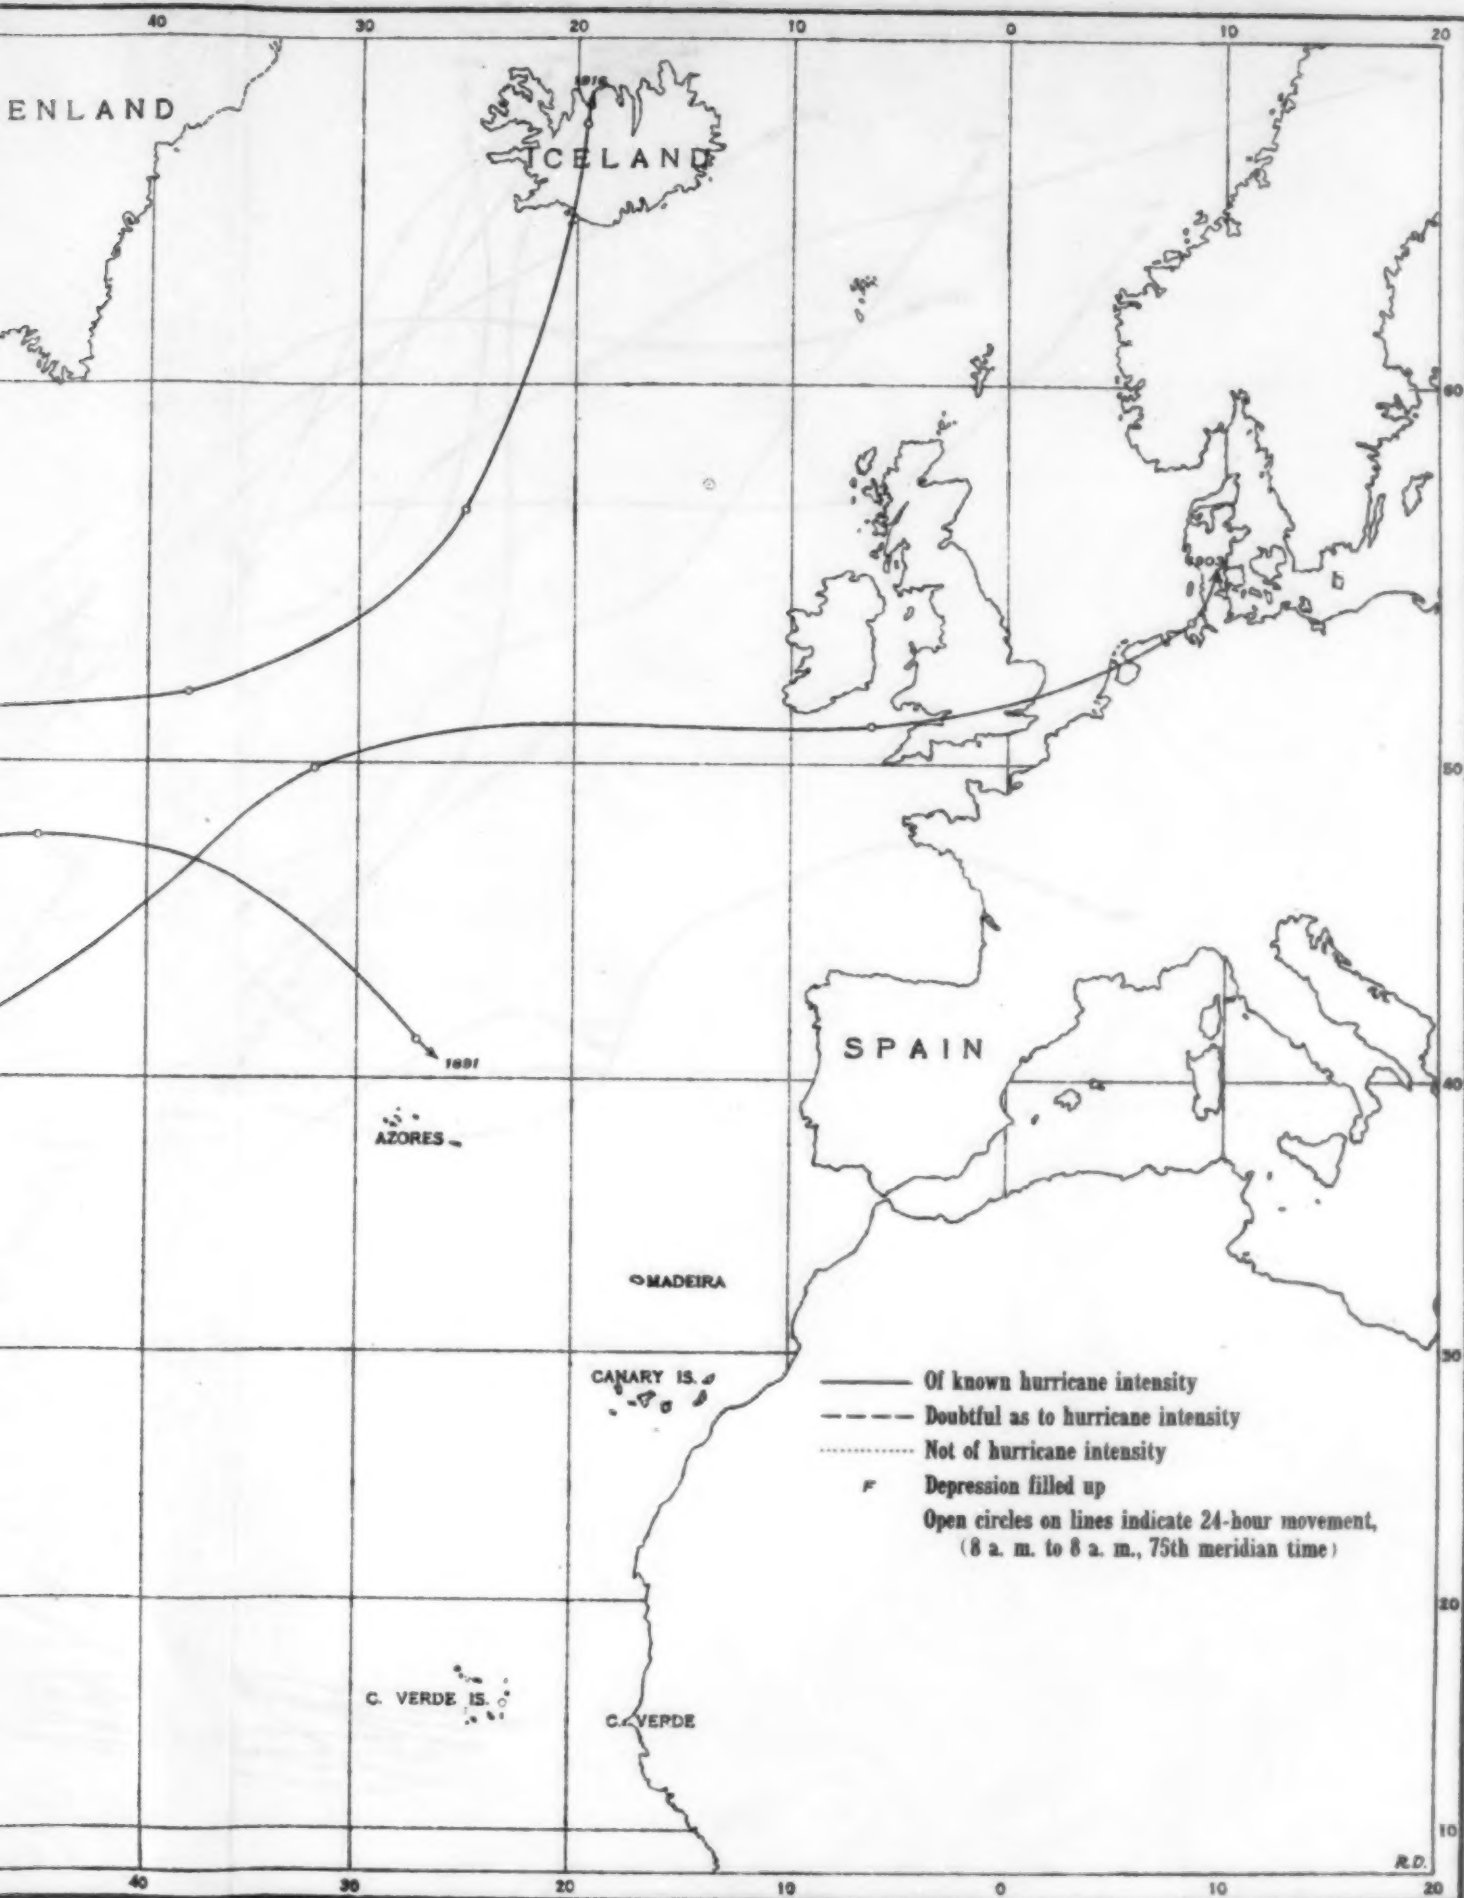 40 30 20 10 0 10 20
1916
ENLAND
ICELAND
60
1903
50
SPAIN
1891
40
AZORES
MADEIRA
30
CANARY IS.
Of known hurricane intensity
Doubtful as to hurricane intensity
Not of hurricane intensity
F Depression filled up
Open circles on lines indicate 24-hour movement,
(8 a. m. to 8 a. m., 75th meridian time)
20
C. VERDE IS.
C. VERDE
10
R.D.
40 30 20 10 0 10 20